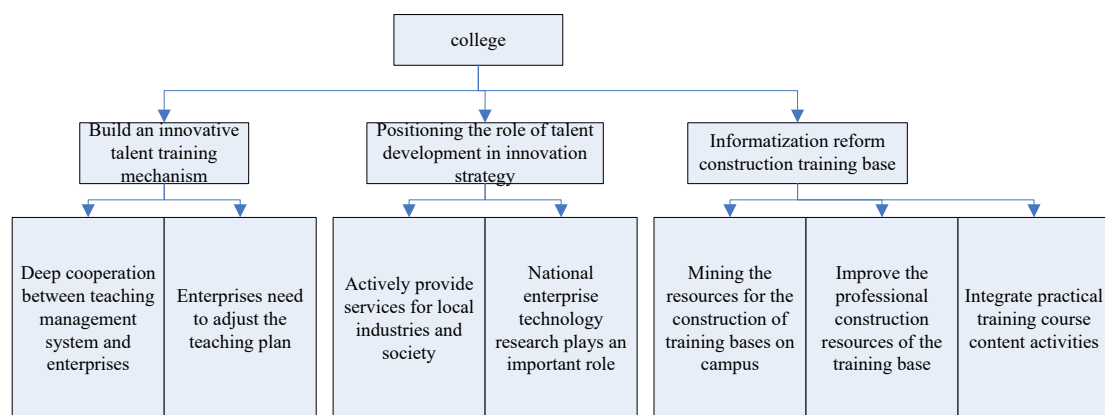 college
Build an innovative
talent training
mechanism
Positioning the role of talent
development in innovation
strategy
Informatization reform
construction training base
Deep cooperation
between teaching
management
system and
enterprises
Enterprises need
to adjust the
teaching plan
Actively provide
services for local
industries and
society
National
enterprise
technology
research plays an
important role
Mining the
resources for the
construction of
training bases on
campus
Improve the
professional
construction
resources of the
training base
Integrate practical
training course
content activities